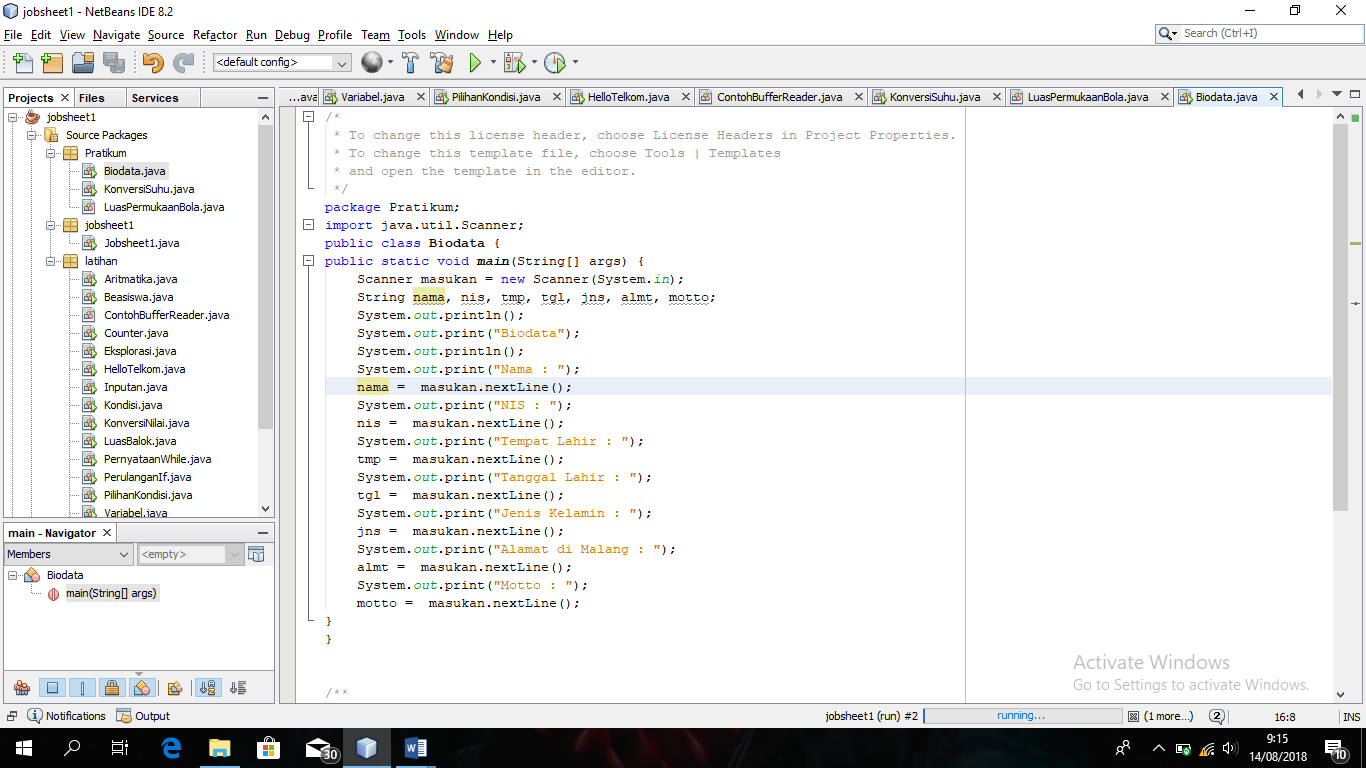 jobsheet1 - NetBeans IDE 8.2
File Edit View Navigate Source Refactor Run Debug Profile Team Tools Window Help
Search (Ctrl+I)
<default config>
Projects Files Services
...ava Variabel.java PilihanKondisi.java HelloTelkom.java ContohBufferReader.java KonversiSuhu.java LuasPermukaanBola.java Biodata.java
jobsheet1
Source Packages
Pratikum
Biodata.java
KonversiSuhu.java
LuasPermukaanBola.java
jobsheet1
Jobsheet1.java
latihan
Aritmatika.java
Beasiswa.java
ContohBufferReader.java
Counter.java
Eksplorasi.java
HelloTelkom.java
Inputan.java
Kondisi.java
KonversiNilai.java
LuasBalok.java
PernyataanWhile.java
PerulanganIf.java
PilihanKondisi.java
Variabel.java
main - Navigator
Members <empty>
Biodata
main(String[] args)
/*
* To change this license header, choose License Headers in Project Properties.
* To change this template file, choose Tools | Templates
* and open the template in the editor.
*/
package Pratikum;
import java.util.Scanner;
public class Biodata {
public static void main(String[] args) {
Scanner masukan = new Scanner(System.in);
String nama, nis, tmp, tgl, jns, almt, motto;
System.out.println();
System.out.print("Biodata");
System.out.println();
System.out.print("Nama : ");
nama =  masukan.nextLine();
System.out.print("NIS : ");
nis =  masukan.nextLine();
System.out.print("Tempat Lahir : ");
tmp =  masukan.nextLine();
System.out.print("Tanggal Lahir : ");
tgl =  masukan.nextLine();
System.out.print("Jenis Kelamin : ");
jns =  masukan.nextLine();
System.out.print("Alamat di Malang : ");
almt =  masukan.nextLine();
System.out.print("Motto : ");
motto =  masukan.nextLine();
}
}
/**
Activate Windows
Go to Settings to activate Windows.
Notifications Output
jobsheet1 (run) #2 running... (1 more...) 2 16:8 INS
30
9:15
14/08/2018
10